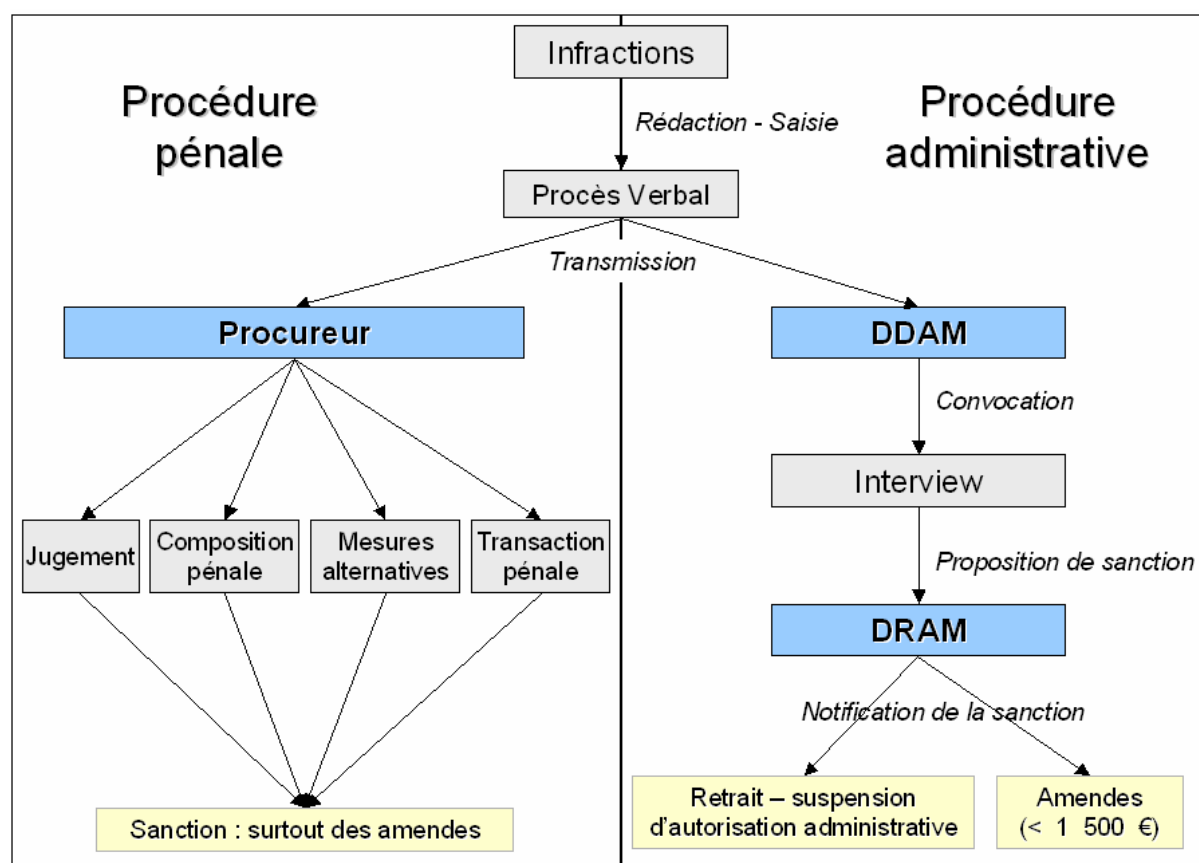 Infractions
Procédure
pénale
Procédure
administrative
Rédaction - Saisie
Procès Verbal
Transmission
Procureur
DDAM
Convocation
Interview
Jugement
Composition
pénale
Mesures
alternatives
Transaction
pénale
Proposition de sanction
DRAM
Notification de la sanction
Sanction : surtout des amendes
Retrait – suspension
d'autorisation administrative
Amendes
(< 1 500 €)